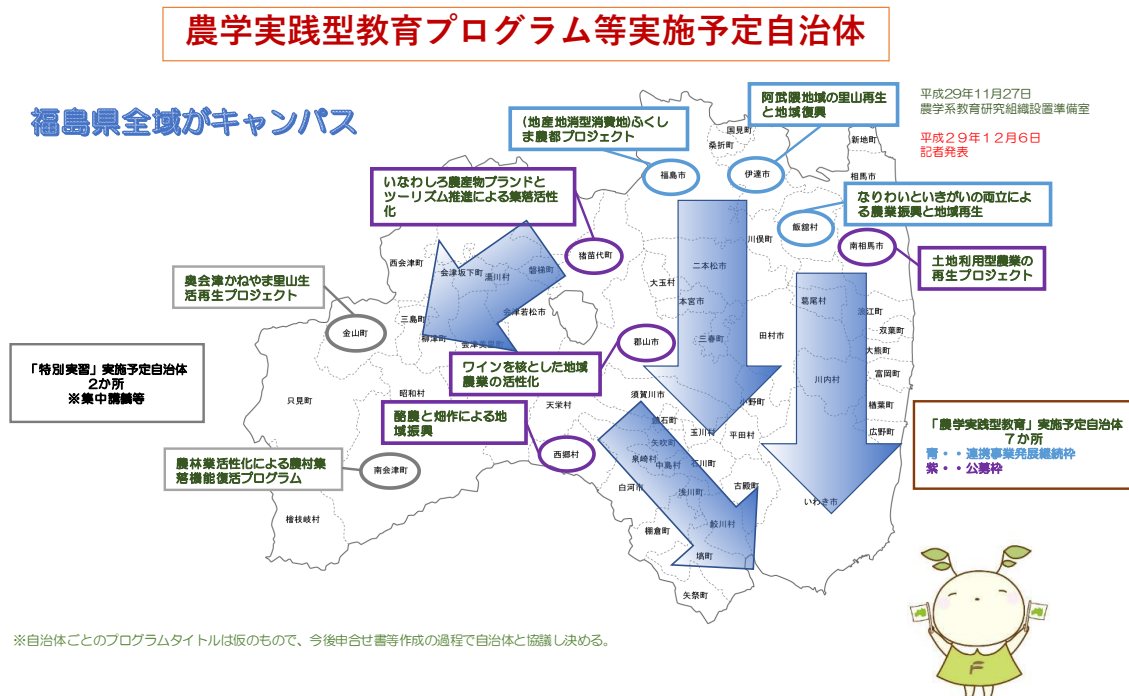 農学実践型教育プログラム等実施予定自治体
福島県全域がキャンパス
平成29年11月27日
農学系教育研究組織設置準備室
平成29年12月6日
記者発表
(地産地消型消費地)ふくし
ま農都プロジェクト
阿武隈地域の里山再生
と地域復興
いなわしろ農産物ブランドと
ツーリズム推進による集落活性
化
なりわいといきがいの両立によ
る農業振興と地域再生
土地利用型農業の
再生プロジェクト
奥会津かねやま里山生
活再生プロジェクト
ワインを核とした地域
農業の活性化
酪農と畑作による地
域振興
農林業活性化による農村集
落機能復活プログラム
「特別実習」実施予定自治体
2か所
※集中講義等
「農学実践型教育」実施予定自治体
7か所
青・・連携事業発展継続枠
紫・・公募枠
国見町
桑折町
新地町
福島市
伊達市
相馬市
飯舘村
南相馬市
川俣町
猪苗代町
二本松市
大玉村
本宮市
西会津町
会津坂下町
湯川村
磐梯町
会津若松市
三島町
柳津町
会津美里町
金山町
昭和村
只見町
南会津町
檜枝岐村
郡山市
三春町
田村市
葛尾村
浪江町
双葉町
大熊町
富岡町
川内村
楢葉町
広野町
小野町
須賀川市
天栄村
鏡石町
玉川村
平田村
矢吹町
西郷村
泉崎村
中島村
石川町
白河市
浅川町
古殿町
いわき市
棚倉町
鮫川村
塙町
矢祭町
F
※自治体ごとのプログラムタイトルは仮のもので、今後申合せ書等作成の過程で自治体と協議し決める。